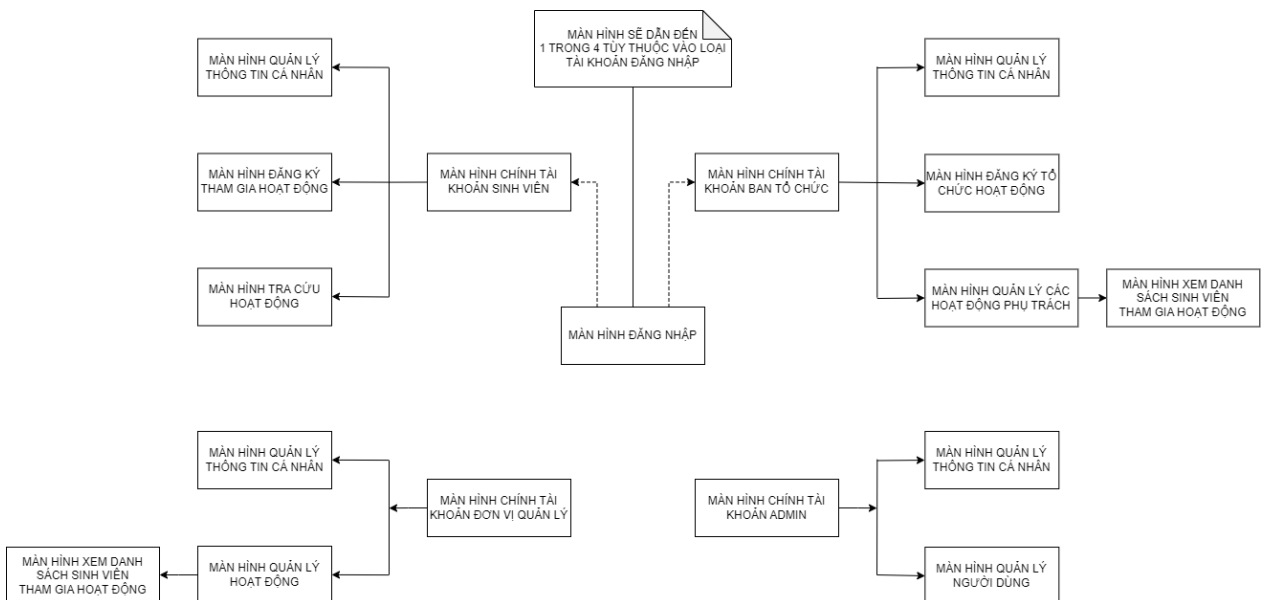 MÀN HÌNH SẼ DẪN ĐẾN
1 TRONG 4 TÙY THUỘC VÀO LOẠI
TÀI KHOẢN ĐĂNG NHẬP
MÀN HÌNH QUẢN LÝ
THÔNG TIN CÁ NHÂN
MÀN HÌNH QUẢN LÝ
THÔNG TIN CÁ NHÂN
MÀN HÌNH ĐĂNG KÝ
THAM GIA HOẠT ĐỘNG
MÀN HÌNH CHÍNH TÀI
KHOẢN SINH VIÊN
MÀN HÌNH CHÍNH TÀI
KHOẢN BAN TỔ CHỨC
MÀN HÌNH ĐĂNG KÝ TỔ
CHỨC HOẠT ĐỘNG
MÀN HÌNH TRA CỨU
HOẠT ĐỘNG
MÀN HÌNH QUẢN LÝ CÁC
HOẠT ĐỘNG PHỤ TRÁCH
MÀN HÌNH XEM DANH
SÁCH SINH VIÊN
THAM GIA HOẠT ĐỘNG
MÀN HÌNH ĐĂNG NHẬP
MÀN HÌNH QUẢN LÝ
THÔNG TIN CÁ NHÂN
MÀN HÌNH QUẢN LÝ
THÔNG TIN CÁ NHÂN
MÀN HÌNH CHÍNH TÀI
KHOẢN ĐƠN VỊ QUẢN LÝ
MÀN HÌNH CHÍNH TÀI
KHOẢN ADMIN
MÀN HÌNH XEM DANH
SÁCH SINH VIÊN
THAM GIA HOẠT ĐỘNG
MÀN HÌNH QUẢN LÝ
HOẠT ĐỘNG
MÀN HÌNH QUẢN LÝ
NGƯỜI DÙNG